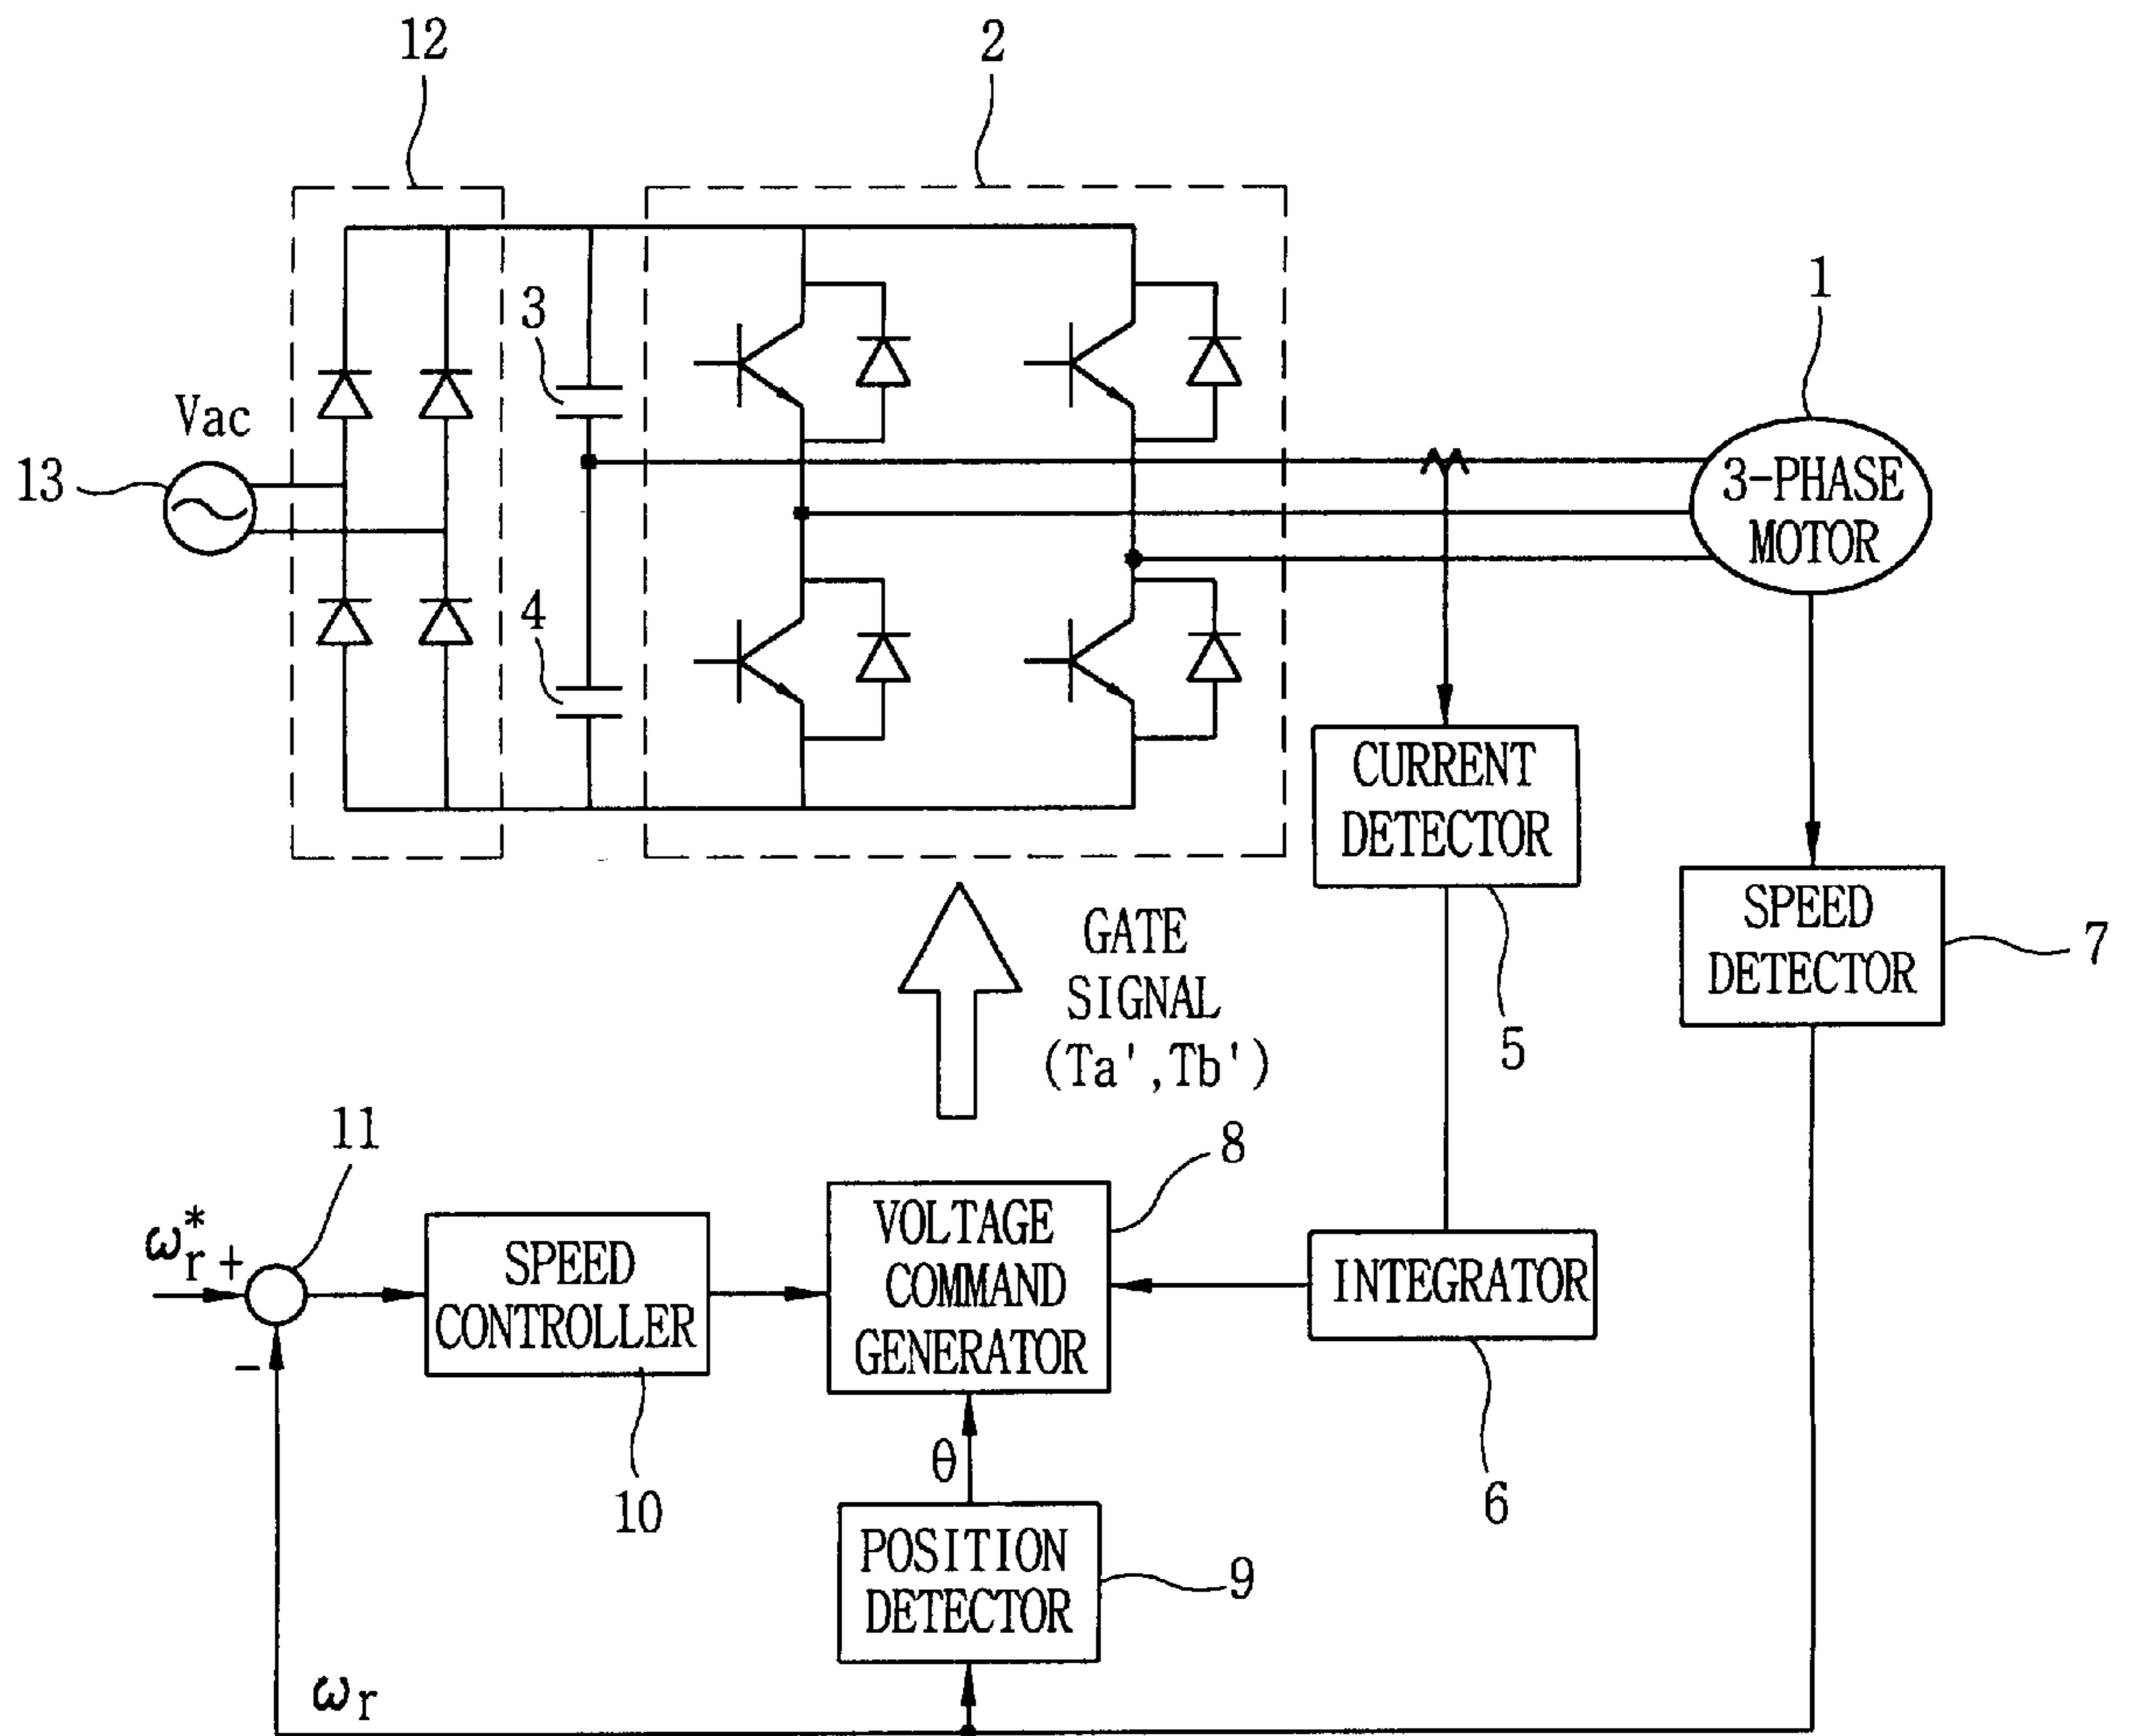 12
2
3
1
Vac
13
3-PHASE
MOTOR
4
CURRENT
DETECTOR
GATE
SIGNAL
(Ta',Tb')
SPEED
DETECTOR
7
5
11
8
ωr* +
SPEED
CONTROLLER
VOLTAGE
COMMAND
GENERATOR
INTEGRATOR
-
10
θ
6
POSITION
DETECTOR
9
ωr